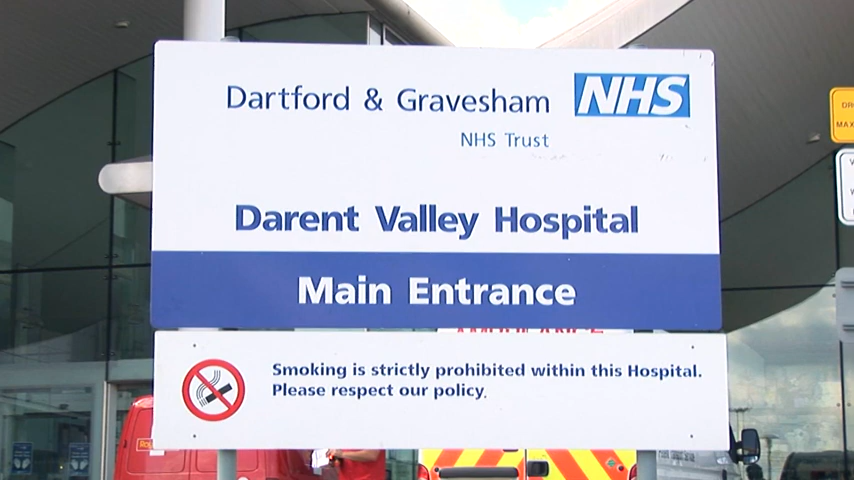 Dartford & Gravesham NHS
NHS Trust
Darent Valley Hospital
Main Entrance
Smoking is strictly prohibited within this Hospital.
Please respect our policy.